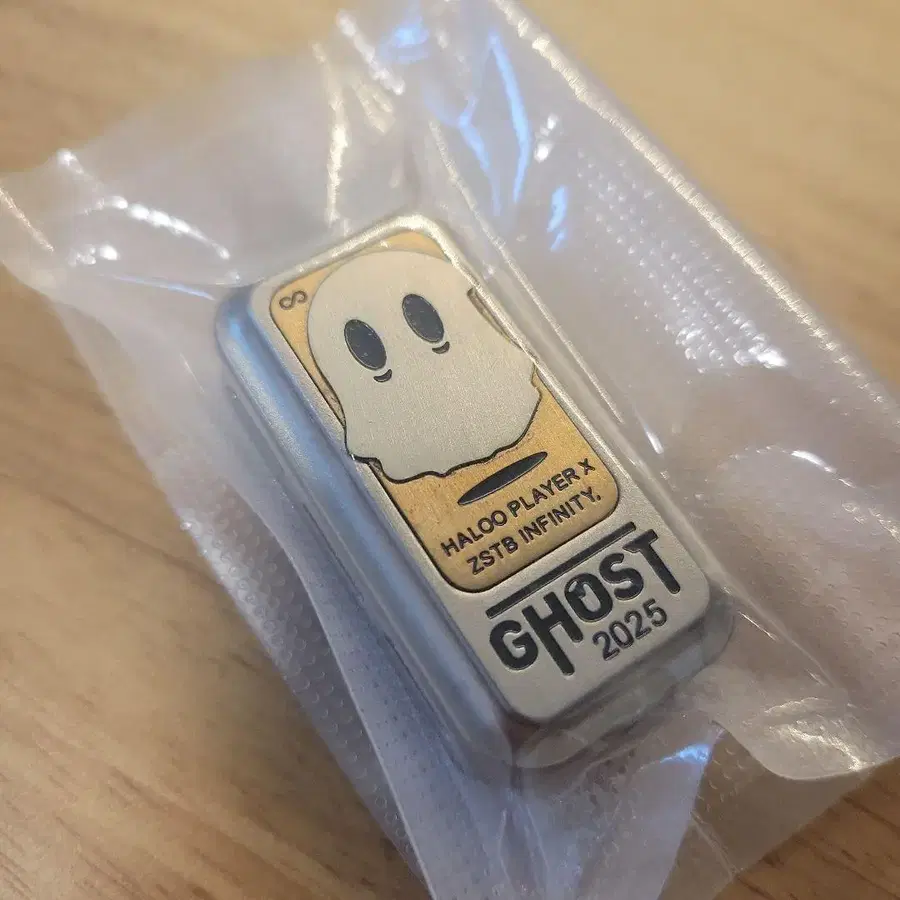 ∞
HALOO PLAYER X
ZSTB INFINITY.
GHOST
2025